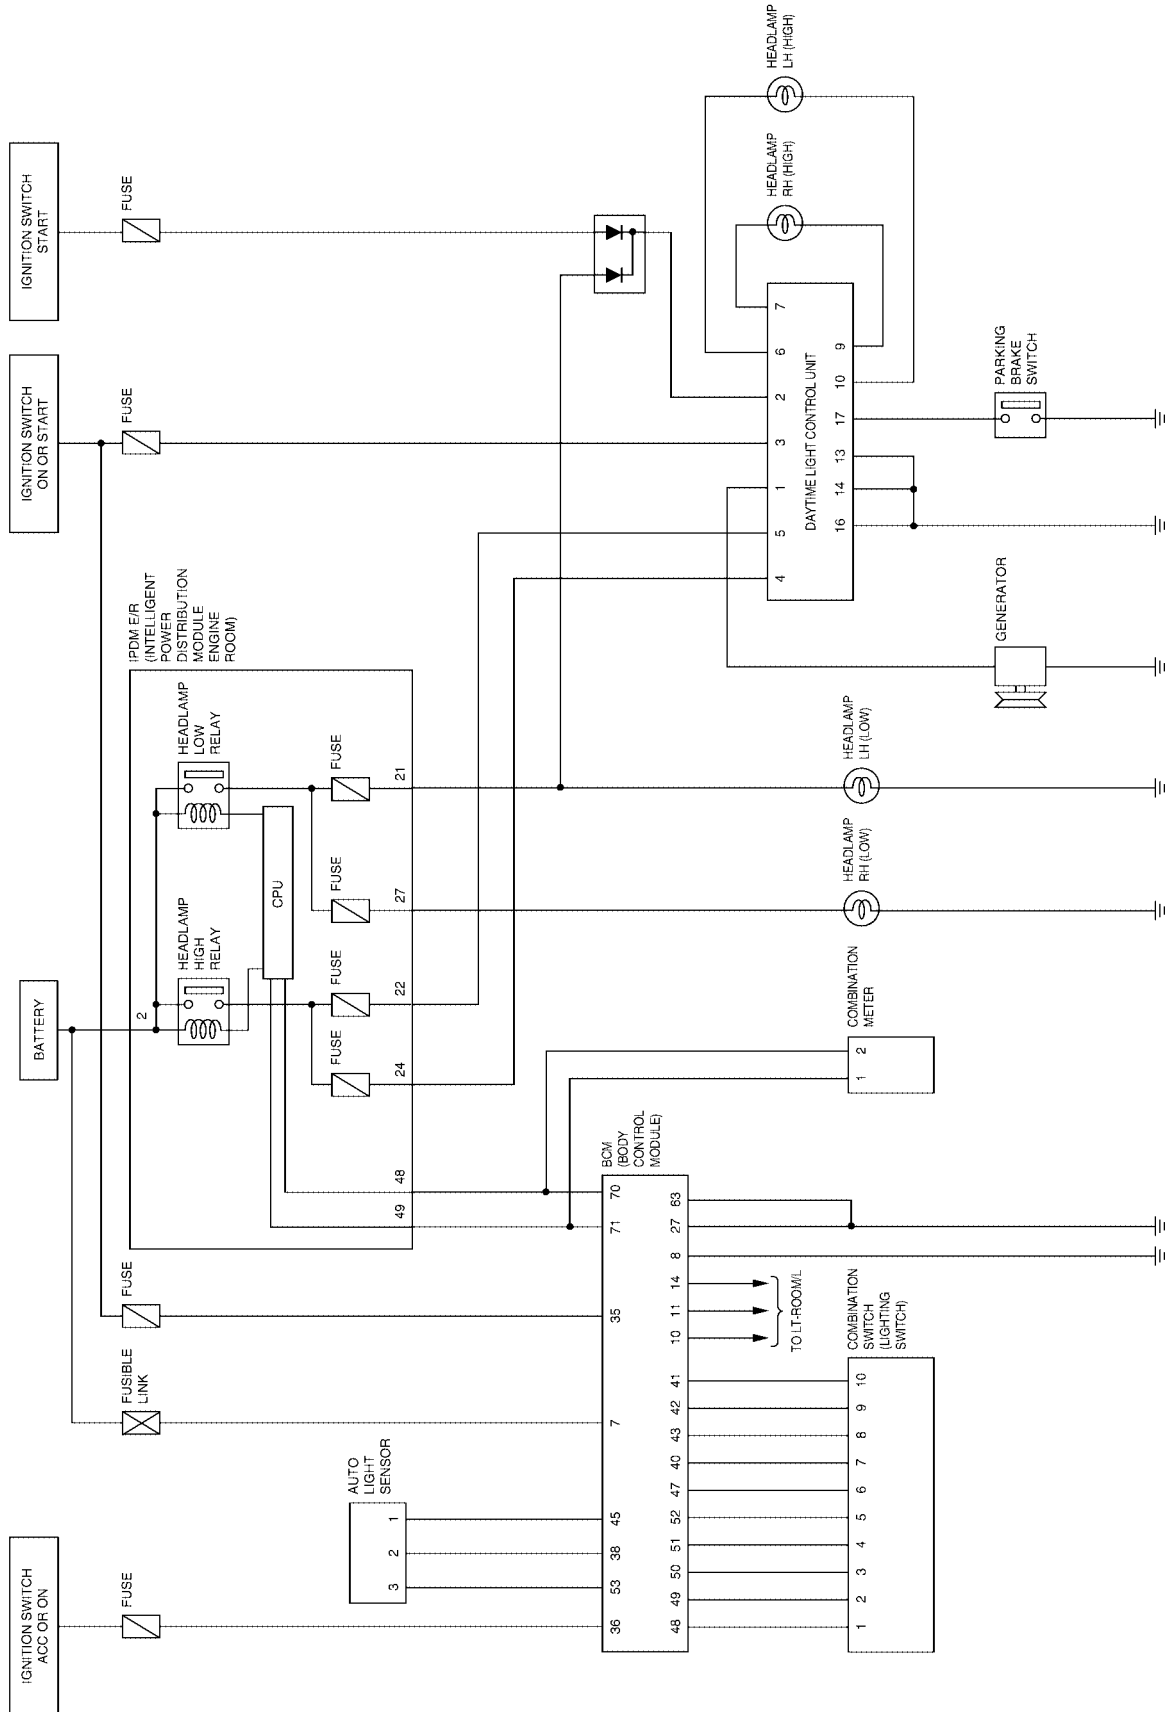 IGNITION SWITCH
ACC OR ON
BATTERY
IGNITION SWITCH
ON OR START
IGNITION SWITCH
START
FUSE
FUSIBLE
LINK
FUSE
FUSE
FUSE
IPDM E/R
(INTELLIGENT
POWER
DISTRIBUTION
MODULE
ENGINE
ROOM)
2
HEADLAMP
HIGH
RELAY
HEADLAMP
LOW
RELAY
CPU
FUSE
FUSE
FUSE
FUSE
49
48
24
22
27
21
AUTO
LIGHT
SENSOR
3
2
1
BCM
(BODY
CONTROL
MODULE)
36
53
38
45
7
35
71
70
48
49
50
51
52
47
40
43
42
41
10
11
14
8
27
63
TO LT-ROOM/L
COMBINATION
SWITCH
(LIGHTING
SWITCH)
1
2
3
4
5
6
7
8
9
10
COMBINATION
METER
1
2
HEADLAMP
RH (LOW)
HEADLAMP
LH (LOW)
GENERATOR
DAYTIME LIGHT CONTROL UNIT
4
5
1
3
2
6
7
16
14
13
17
10
9
PARKING
BRAKE
SWITCH
HEADLAMP
RH (HIGH)
HEADLAMP
LH (HIGH)